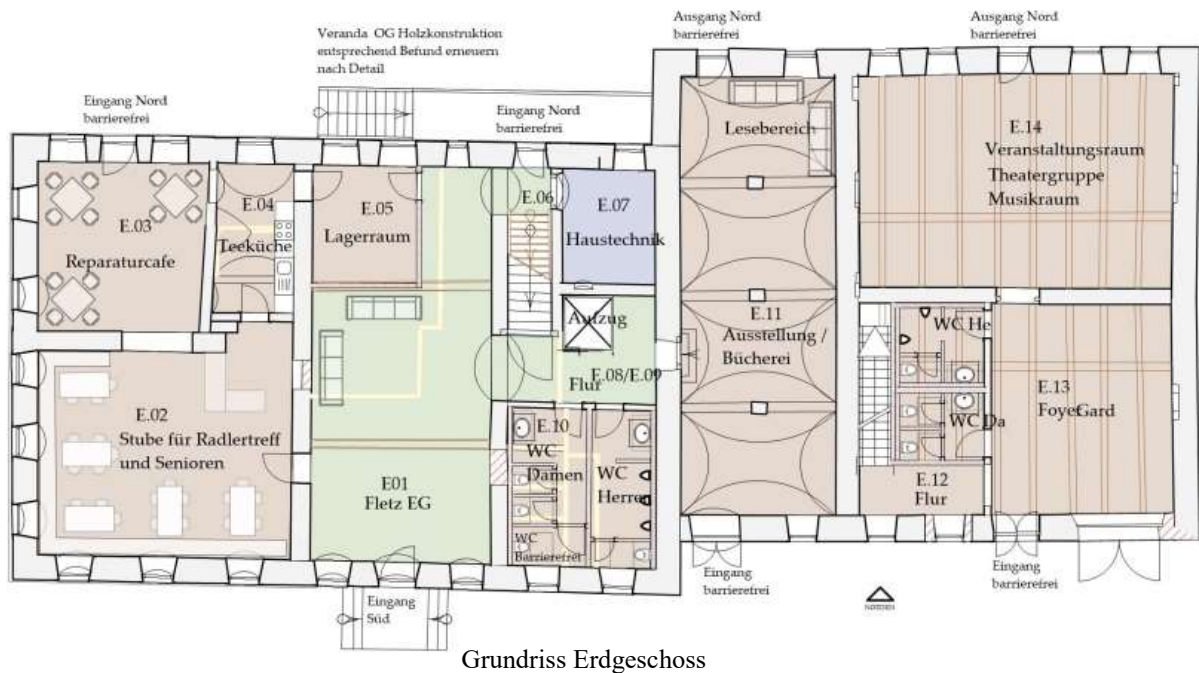 Veranda OG Holzkonstruktion
entsprechend Befund erneuern
nach Detail
Ausgang Nord
barrierefrei
Ausgang Nord
barrierefrei
Eingang Nord
barrierefrei
Eingang Nord
barrierefrei
E.03
Reparaturcafe
E.04
Teeküche
E.05
Lagerraum
E.06
E.07
Haustechnik
Lesebereich
E.14
Veranstaltungsraum
Theatergruppe
Musikraum
Aufzug
Flur
E.08/E.09
E.11
Ausstellung /
Bücherei
WC He
WC Da
E.13
Foyer
Gard
E.12
Flur
E.02
Stube für Radlertreff
und Senioren
E01
Fletz EG
E.10
WC
Damen
WC
Herren
WC
Barrierefrei
Eingang
Süd
Eingang
barrierefrei
Eingang
barrierefrei
NORDEN
Grundriss Erdgeschoss